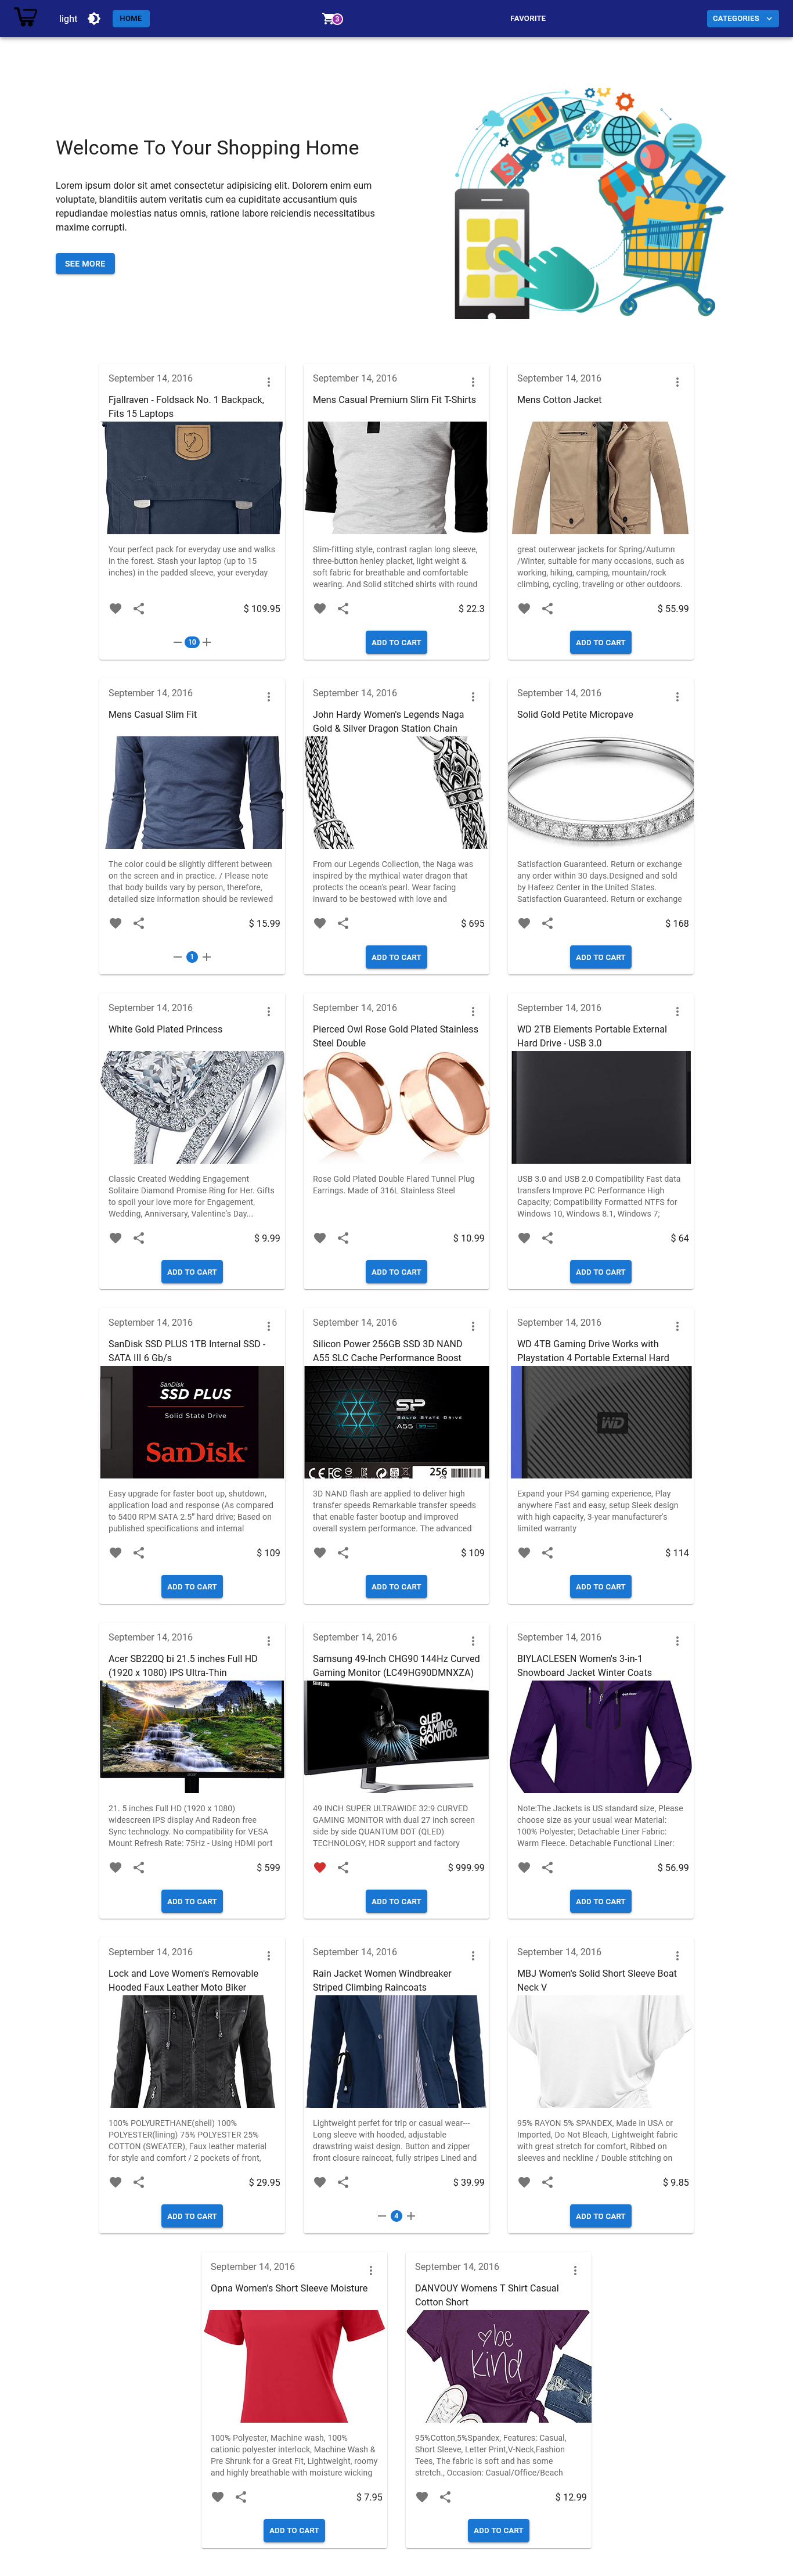 light
HOME
3
FAVORITE
CATEGORIES
Welcome To Your Shopping Home
Lorem ipsum dolor sit amet consectetur adipisicing elit. Dolorem enim eum
voluptate, blanditiis autem veritatis cum ea cupiditate accusantium quis
repudiandae molestias natus omnis, ratione labore reiciendis necessitatibus
maxime corrupti.
SEE MORE
September 14, 2016
Fjallraven - Foldsack No. 1 Backpack,
Fits 15 Laptops
Your perfect pack for everyday use and walks
in the forest. Stash your laptop (up to 15
inches) in the padded sleeve, your everyday
$ 109.95
10
September 14, 2016
Mens Casual Premium Slim Fit T-Shirts
Slim-fitting style, contrast raglan long sleeve,
three-button henley placket, light weight &
soft fabric for breathable and comfortable
wearing. And Solid stitched shirts with round
$ 22.3
ADD TO CART
September 14, 2016
Mens Cotton Jacket
great outerwear jackets for Spring/Autumn
/Winter, suitable for many occasions, such as
working, hiking, camping, mountain/rock
climbing, cycling, traveling or other outdoors.
$ 55.99
ADD TO CART
September 14, 2016
Mens Casual Slim Fit
The color could be slightly different between
on the screen and in practice. / Please note
that body builds vary by person, therefore,
detailed size information should be reviewed
$ 15.99
1
September 14, 2016
John Hardy Women's Legends Naga
Gold & Silver Dragon Station Chain
From our Legends Collection, the Naga was
inspired by the mythical water dragon that
protects the ocean's pearl. Wear facing
inward to be bestowed with love and
$ 695
ADD TO CART
September 14, 2016
Solid Gold Petite Micropave
Satisfaction Guaranteed. Return or exchange
any order within 30 days.Designed and sold
by Hafeez Center in the United States.
Satisfaction Guaranteed. Return or exchange
$ 168
ADD TO CART
September 14, 2016
White Gold Plated Princess
Classic Created Wedding Engagement
Solitaire Diamond Promise Ring for Her. Gifts
to spoil your love more for Engagement,
Wedding, Anniversary, Valentine's Day...
$ 9.99
ADD TO CART
September 14, 2016
Pierced Owl Rose Gold Plated Stainless
Steel Double
Rose Gold Plated Double Flared Tunnel Plug
Earrings. Made of 316L Stainless Steel
$ 10.99
ADD TO CART
September 14, 2016
WD 2TB Elements Portable External
Hard Drive - USB 3.0
USB 3.0 and USB 2.0 Compatibility Fast data
transfers Improve PC Performance High
Capacity; Compatibility Formatted NTFS for
Windows 10, Windows 8.1, Windows 7;
$ 64
ADD TO CART
September 14, 2016
SanDisk SSD PLUS 1TB Internal SSD -
SATA III 6 Gb/s
SanDisk
SSD PLUS
Solid State Drive
SanDisk
Easy upgrade for faster boot up, shutdown,
application load and response (As compared
to 5400 RPM SATA 2.5” hard drive; Based on
published specifications and internal
$ 109
ADD TO CART
September 14, 2016
Silicon Power 256GB SSD 3D NAND
A55 SLC Cache Performance Boost
SP
SOLID STATE DRIVE
A55
256
3D NAND flash are applied to deliver high
transfer speeds Remarkable transfer speeds
that enable faster bootup and improved
overall system performance. The advanced
$ 109
ADD TO CART
September 14, 2016
WD 4TB Gaming Drive Works with
Playstation 4 Portable External Hard
WD
Expand your PS4 gaming experience, Play
anywhere Fast and easy, setup Sleek design
with high capacity, 3-year manufacturer's
limited warranty
$ 114
ADD TO CART
September 14, 2016
Acer SB220Q bi 21.5 inches Full HD
(1920 x 1080) IPS Ultra-Thin
21. 5 inches Full HD (1920 x 1080)
widescreen IPS display And Radeon free
Sync technology. No compatibility for VESA
Mount Refresh Rate: 75Hz - Using HDMI port
$ 599
ADD TO CART
September 14, 2016
Samsung 49-Inch CHG90 144Hz Curved
Gaming Monitor (LC49HG90DMNXZA)
SAMSUNG
QLED
GAMING
MONITOR
49 INCH SUPER ULTRAWIDE 32:9 CURVED
GAMING MONITOR with dual 27 inch screen
side by side QUANTUM DOT (QLED)
TECHNOLOGY, HDR support and factory
$ 999.99
ADD TO CART
September 14, 2016
BIYLACLESEN Women's 3-in-1
Snowboard Jacket Winter Coats
Note:The Jackets is US standard size, Please
choose size as your usual wear Material:
100% Polyester; Detachable Liner Fabric:
Warm Fleece. Detachable Functional Liner:
$ 56.99
ADD TO CART
September 14, 2016
Lock and Love Women's Removable
Hooded Faux Leather Moto Biker
100% POLYURETHANE(shell) 100%
POLYESTER(lining) 75% POLYESTER 25%
COTTON (SWEATER), Faux leather material
for style and comfort / 2 pockets of front,
$ 29.95
ADD TO CART
September 14, 2016
Rain Jacket Women Windbreaker
Striped Climbing Raincoats
Lightweight perfet for trip or casual wear---
Long sleeve with hooded, adjustable
drawstring waist design. Button and zipper
front closure raincoat, fully stripes Lined and
$ 39.99
4
September 14, 2016
MBJ Women's Solid Short Sleeve Boat
Neck V
95% RAYON 5% SPANDEX, Made in USA or
Imported, Do Not Bleach, Lightweight fabric
with great stretch for comfort, Ribbed on
sleeves and neckline / Double stitching on
$ 9.85
ADD TO CART
September 14, 2016
Opna Women's Short Sleeve Moisture
100% Polyester, Machine wash, 100%
cationic polyester interlock, Machine Wash &
Pre Shrunk for a Great Fit, Lightweight, roomy
and highly breathable with moisture wicking
$ 7.95
ADD TO CART
September 14, 2016
DANVOUY Womens T Shirt Casual
Cotton Short
be
kind
95%Cotton,5%Spandex, Features: Casual,
Short Sleeve, Letter Print,V-Neck,Fashion
Tees, The fabric is soft and has some
stretch., Occasion: Casual/Office/Beach
$ 12.99
ADD TO CART